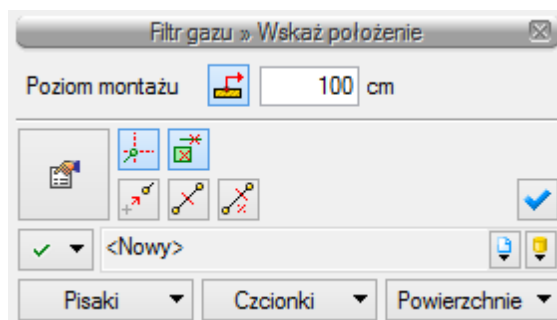 Filtr gazu » Wskaż położenie
Poziom montażu 100 cm
<Nowy>
Pisaki Czcionki Powierzchnie